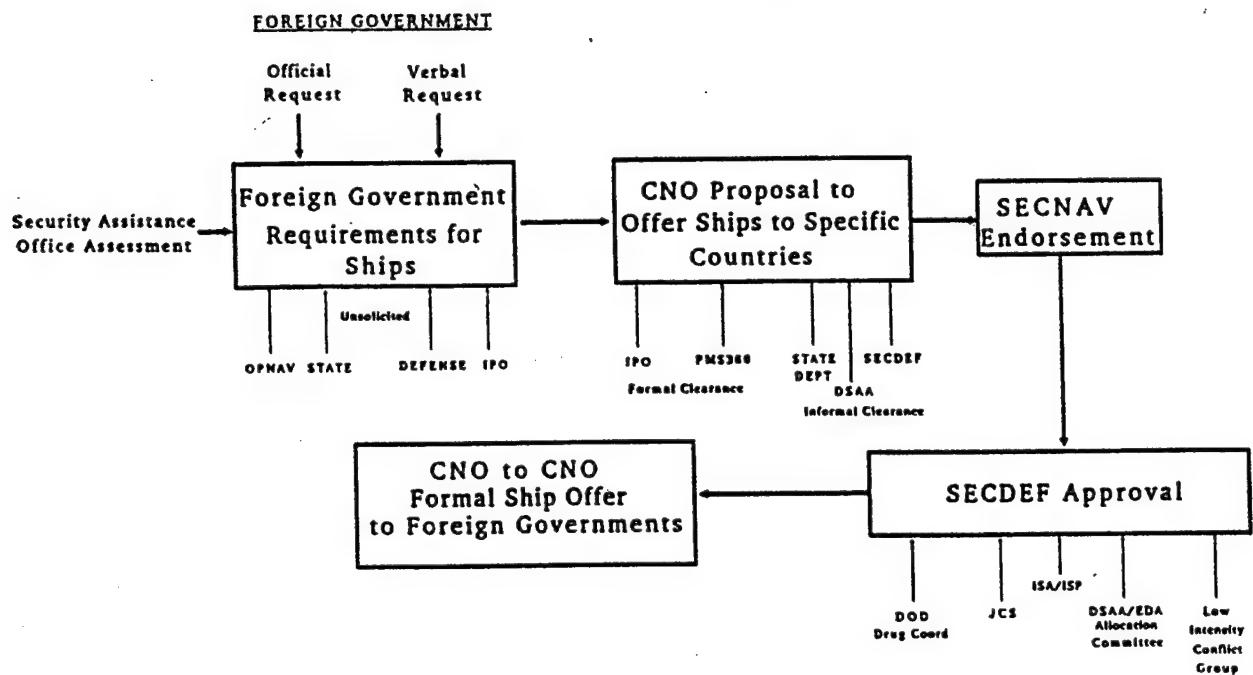 FOREIGN GOVERNMENT
Official
Request
Verbal
Request
Security Assistance
Office Assessment
Foreign Government
Requirements for
Ships
CNO Proposal to
Offer Ships to Specific
Countries
SECNAV
Endorsement
Unsolicited
OPNAV
STATE
DEFENSE
IPO
IPO
PMS380
STATE
DEPT
SECDEF
DSAA
Formal Clearance
Informal Clearance
CNO to CNO
Formal Ship Offer
to Foreign Governments
SECDEF Approval
DOD
Drug Coord
JCS
ISA/ISP
DSAA/EDA
Allocation
Committee
Low
Intensity
Conflict
Group